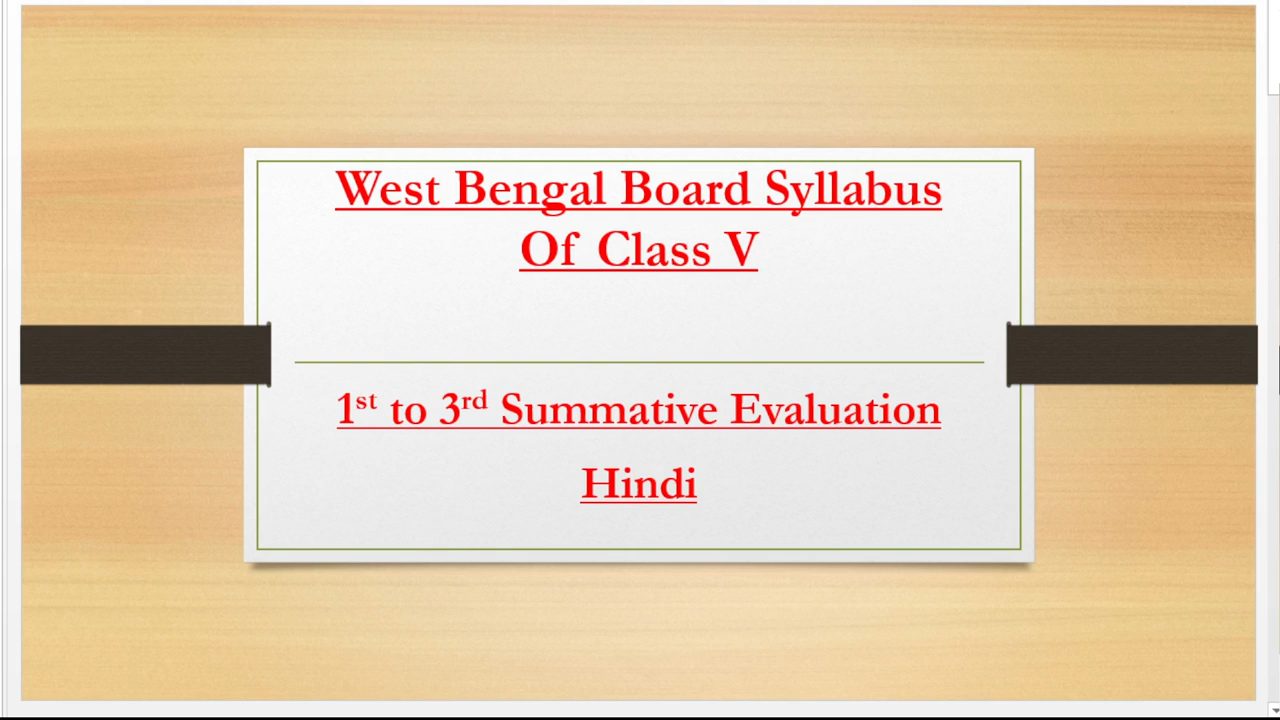 West Bengal Board Syllabus
Of Class V
1st to 3rd Summative Evaluation
Hindi